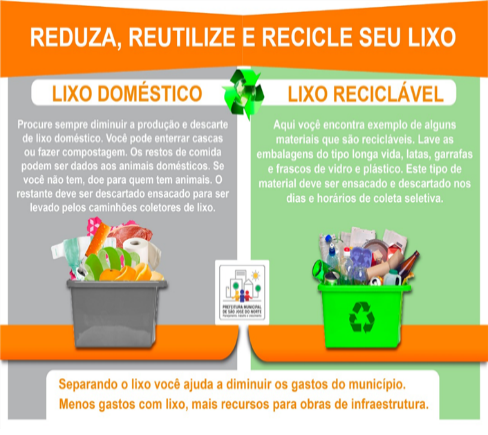 REDUZA, REUTILIZE E RECICLE SEU LIXO
LIXO DOMÉSTICO
Procure sempre diminuir a produção e descarte
de lixo doméstico. Você pode enterrar cascas
ou fazer compostagem. Os restos de comida
podem ser dados aos animais domésticos. Se
você não tem, doe para quem tem animais. O
restante deve ser descartado ensacado para ser
levado pelos caminhões coletores de lixo.
LIXO RECICLÁVEL
Aqui voçê encontra exemplo de alguns
materiais que são recicláveis. Lave as
embalagens do tipo longa vida, latas, garrafas
e frascos de vidro e plástico. Este tipo de
material deve ser ensacado e descartado nos
dias e horários de coleta seletiva.
PREFEITURA MUNICIPAL
DE SÃO JOSÉ DO NORTE
Separando o lixo você ajuda a diminuir os gastos do município.
Menos gastos com lixo, mais recursos para obras de infraestrutura.